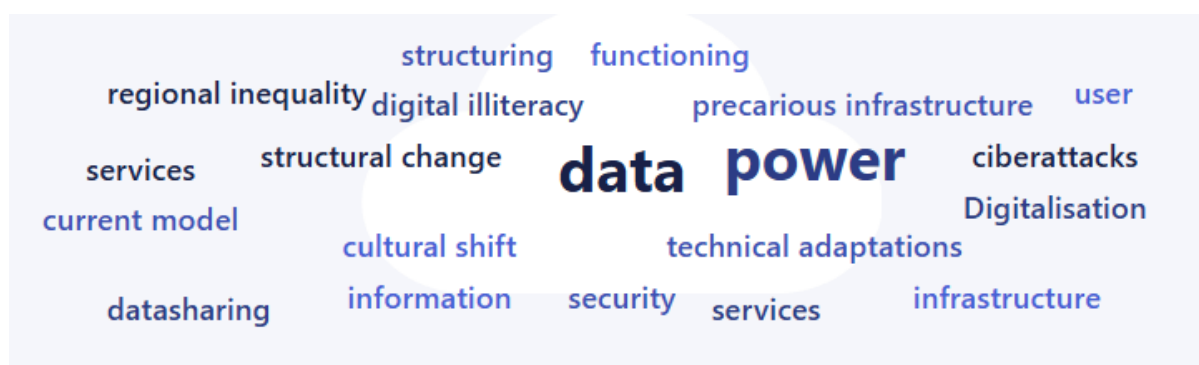 structuring functioning
regional inequality digital illiteracy precarious infrastructure user
services structural change data power ciberattacks
current model Digitalisation
cultural shift technical adaptations
datasharing information security services infrastructure